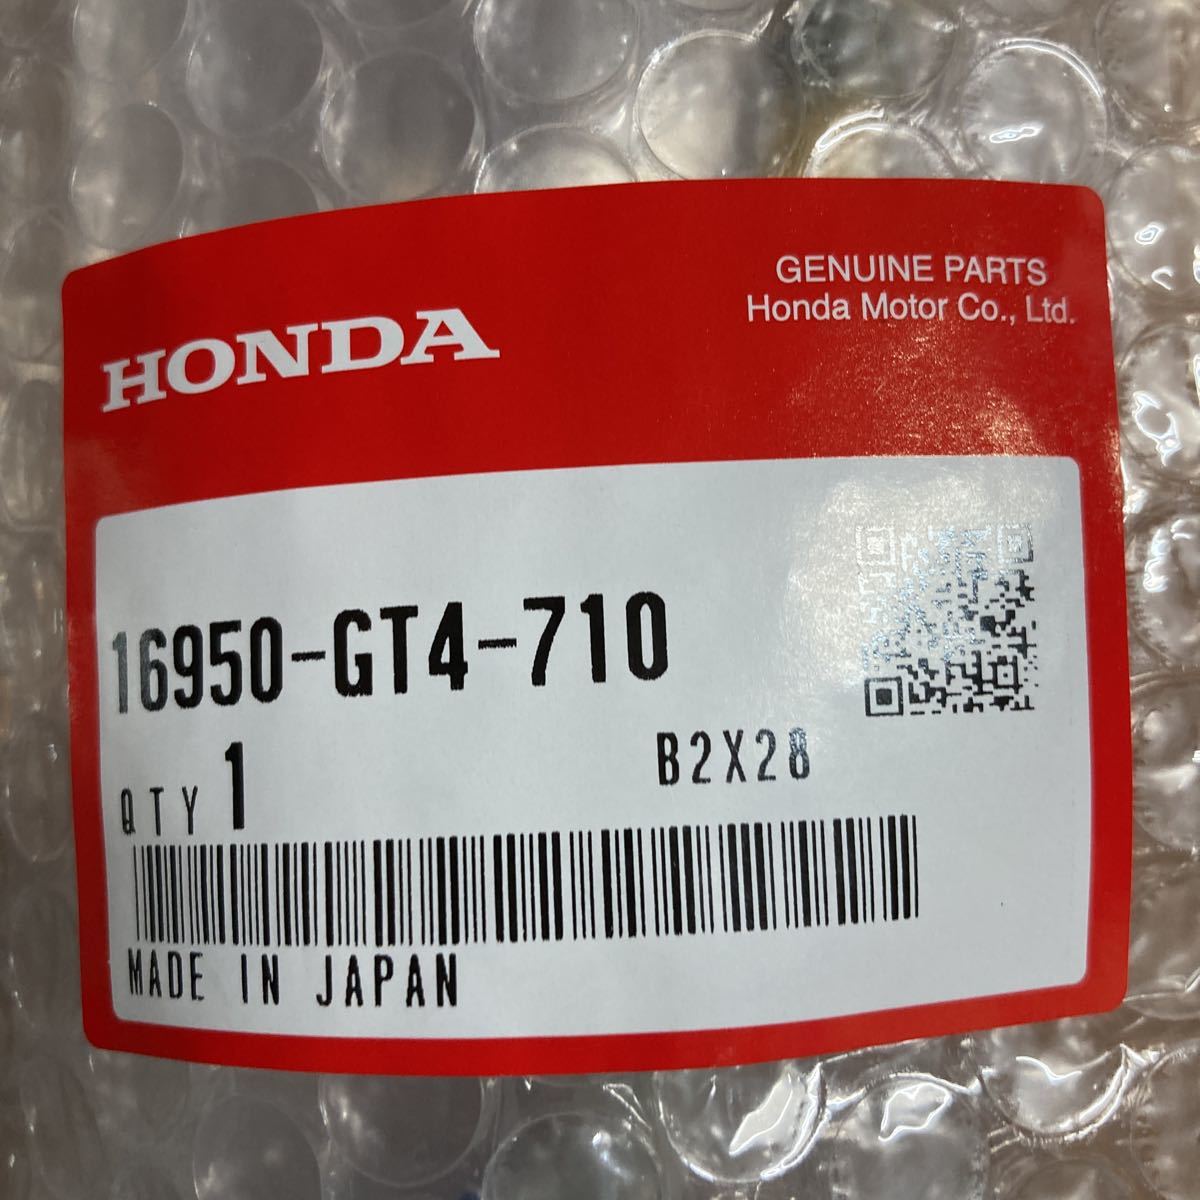 HONDA
GENUINE PARTS
Honda Motor Co., Ltd.
16950-GT4-710
QTY 1
B2X28
MADE IN JAPAN